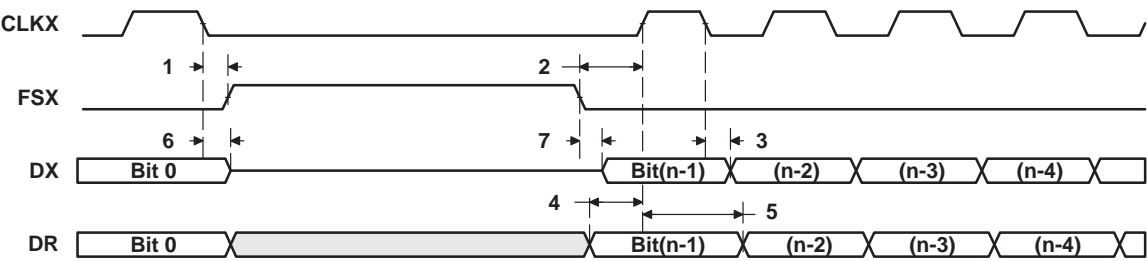 CLKX
1 2
FSX
6 7 3
DX Bit 0 Bit(n-1) (n-2) (n-3) (n-4)
4 5
DR Bit 0 Bit(n-1) (n-2) (n-3) (n-4)